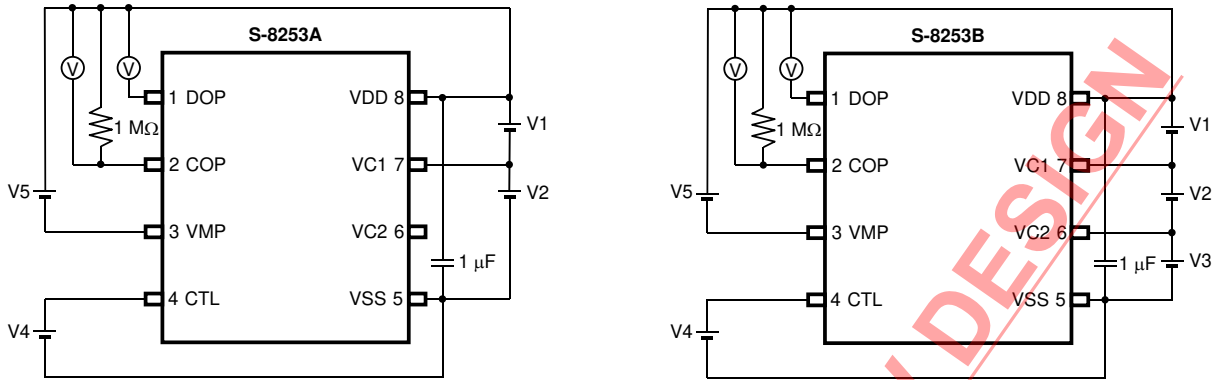 S-8253A
V
V
1 DOP
VDD 8
1 MΩ
V1
2 COP
VC1 7
V5
V2
3 VMP
VC2 6
1 μF
4 CTL
VSS 5
V4
S-8253B
V
V
1 DOP
VDD 8
1 MΩ
V1
2 COP
VC1 7
V5
V2
3 VMP
VC2 6
1 μF
V3
4 CTL
VSS 5
V4
DESIGN